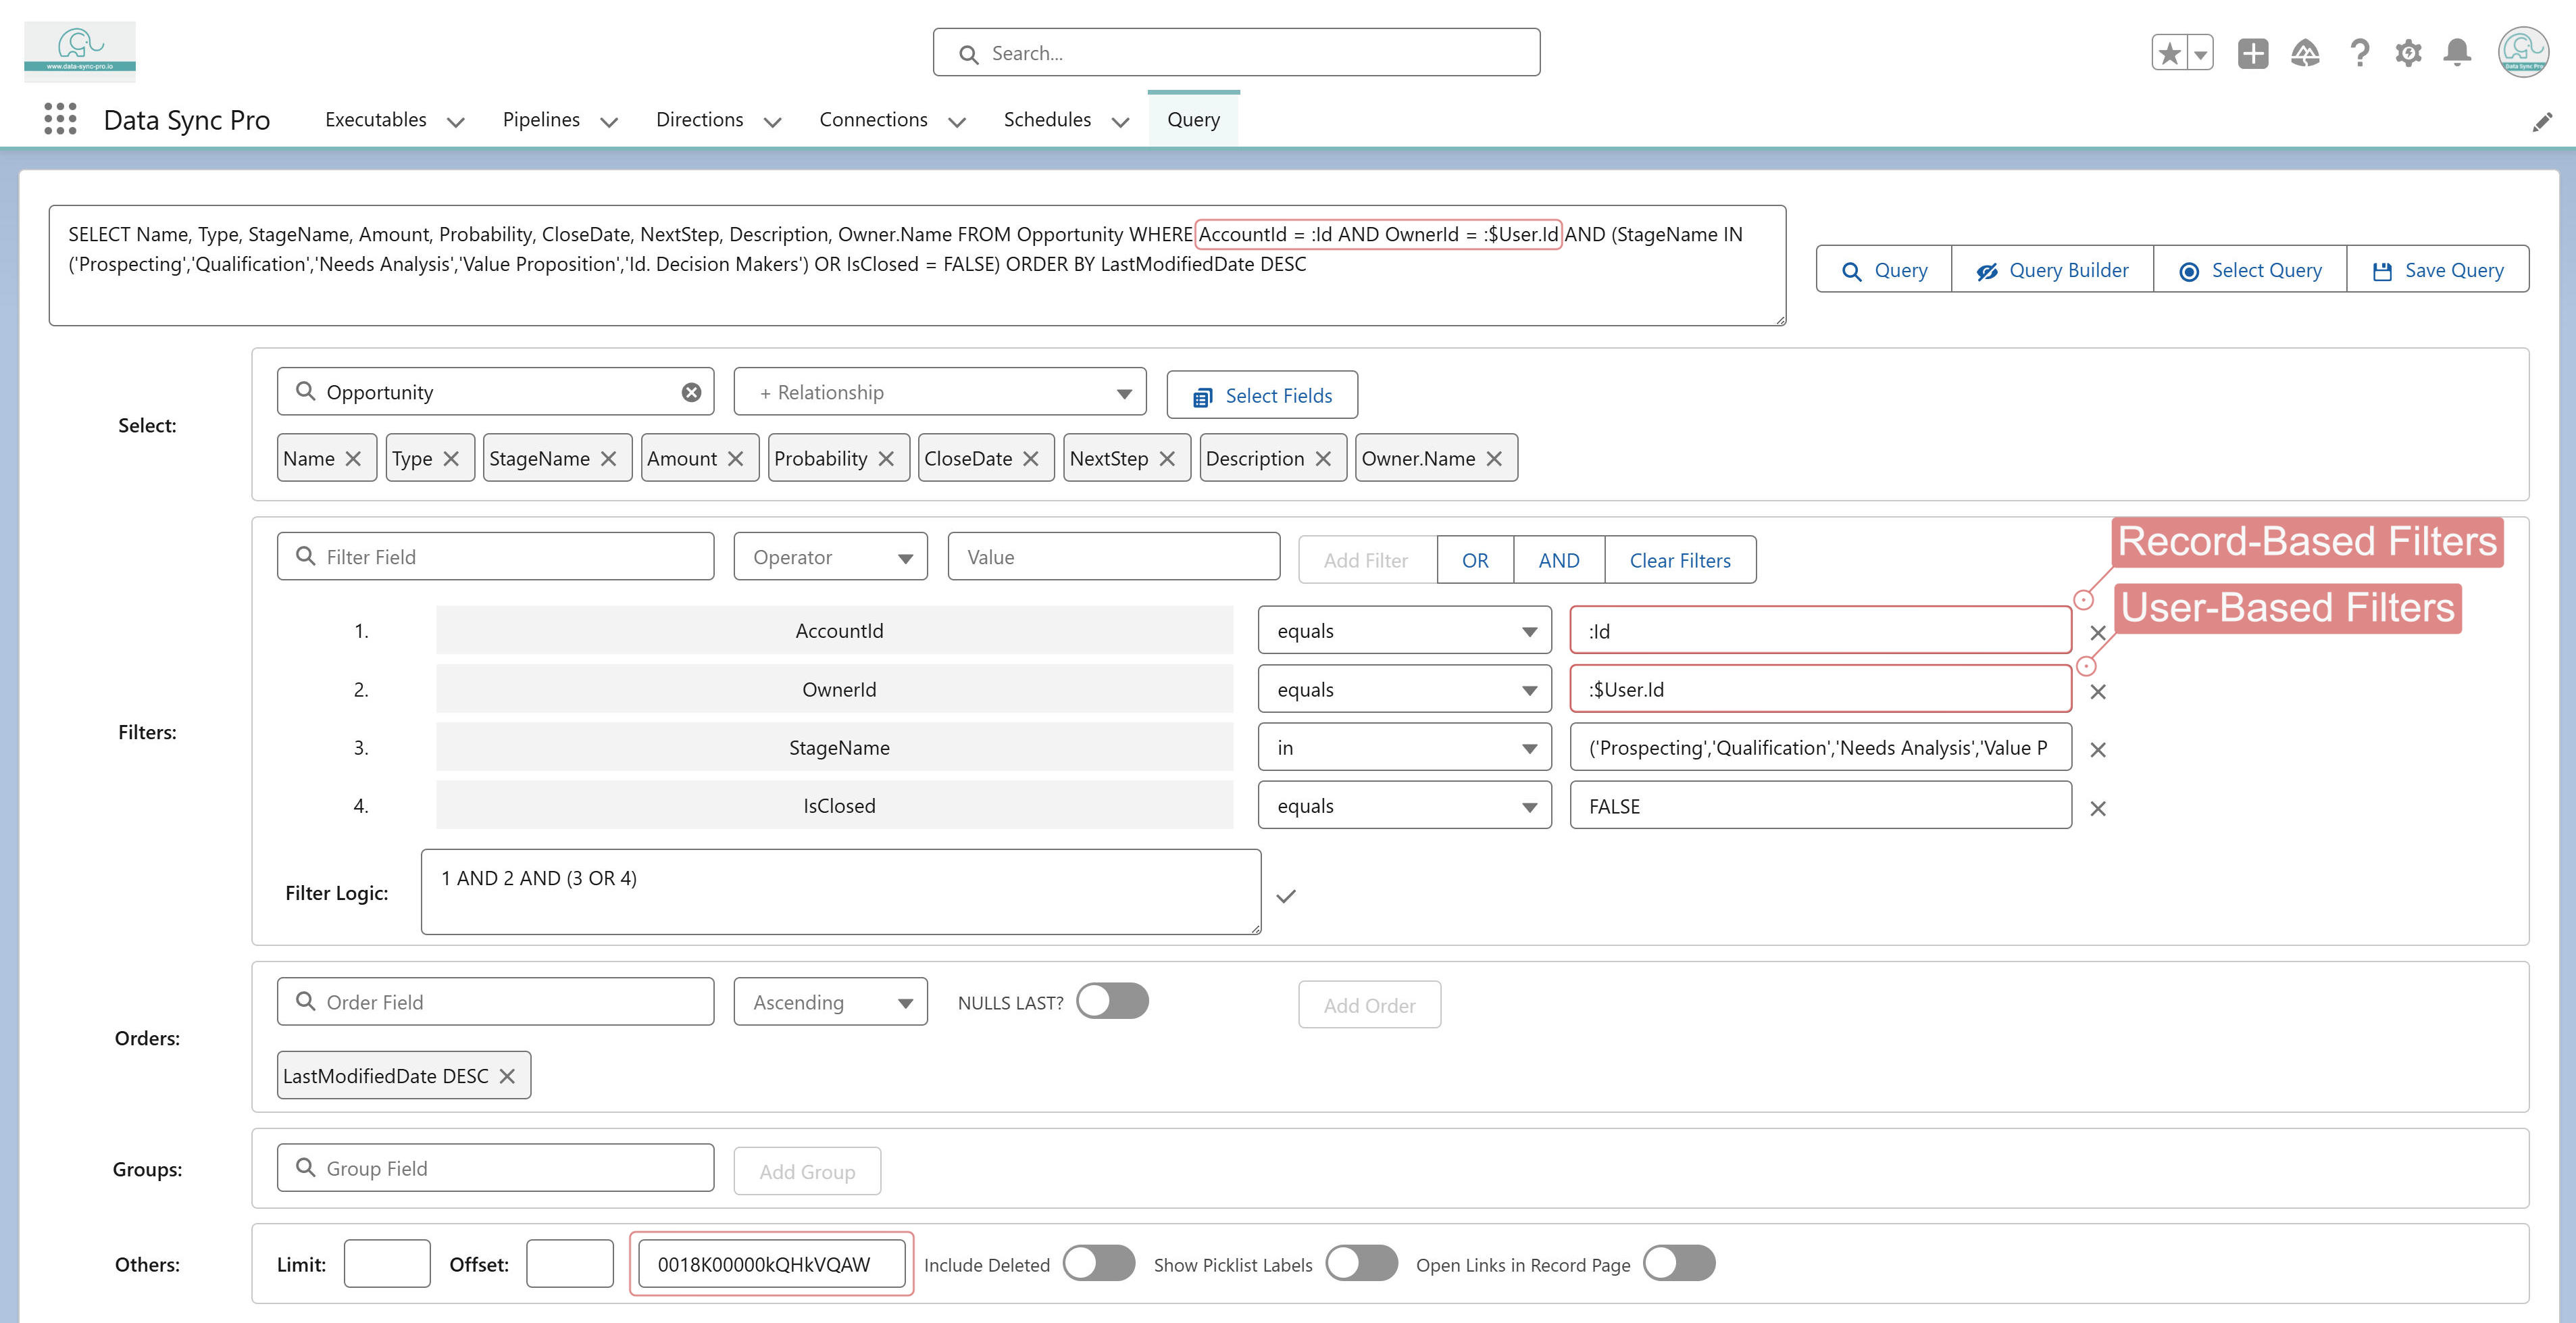 www.data-sync-pro.io
Search...
Data Sync Pro
Data Sync Pro
Executables
Pipelines
Directions
Connections
Schedules
Query
SELECT Name, Type, StageName, Amount, Probability, CloseDate, NextStep, Description, Owner.Name FROM Opportunity WHERE AccountId = :Id AND OwnerId = :$User.Id AND (StageName IN
('Prospecting','Qualification','Needs Analysis','Value Proposition','Id. Decision Makers') OR IsClosed = FALSE) ORDER BY LastModifiedDate DESC
Query
Query Builder
Select Query
Save Query
Select:
Opportunity
+ Relationship
Select Fields
Name
Type
StageName
Amount
Probability
CloseDate
NextStep
Description
Owner.Name
Filters:
Filter Field
Operator
Value
Add Filter
OR
AND
Clear Filters
Record-Based Filters
User-Based Filters
1.
AccountId
equals
:Id
2.
OwnerId
equals
:$User.Id
3.
StageName
in
('Prospecting','Qualification','Needs Analysis','Value P
4.
IsClosed
equals
FALSE
Filter Logic:
1 AND 2 AND (3 OR 4)
Orders:
Order Field
Ascending
NULLS LAST?
Add Order
LastModifiedDate DESC
Groups:
Group Field
Add Group
Others:
Limit:
Offset:
0018K00000kQHkVQAW
Include Deleted
Show Picklist Labels
Open Links in Record Page